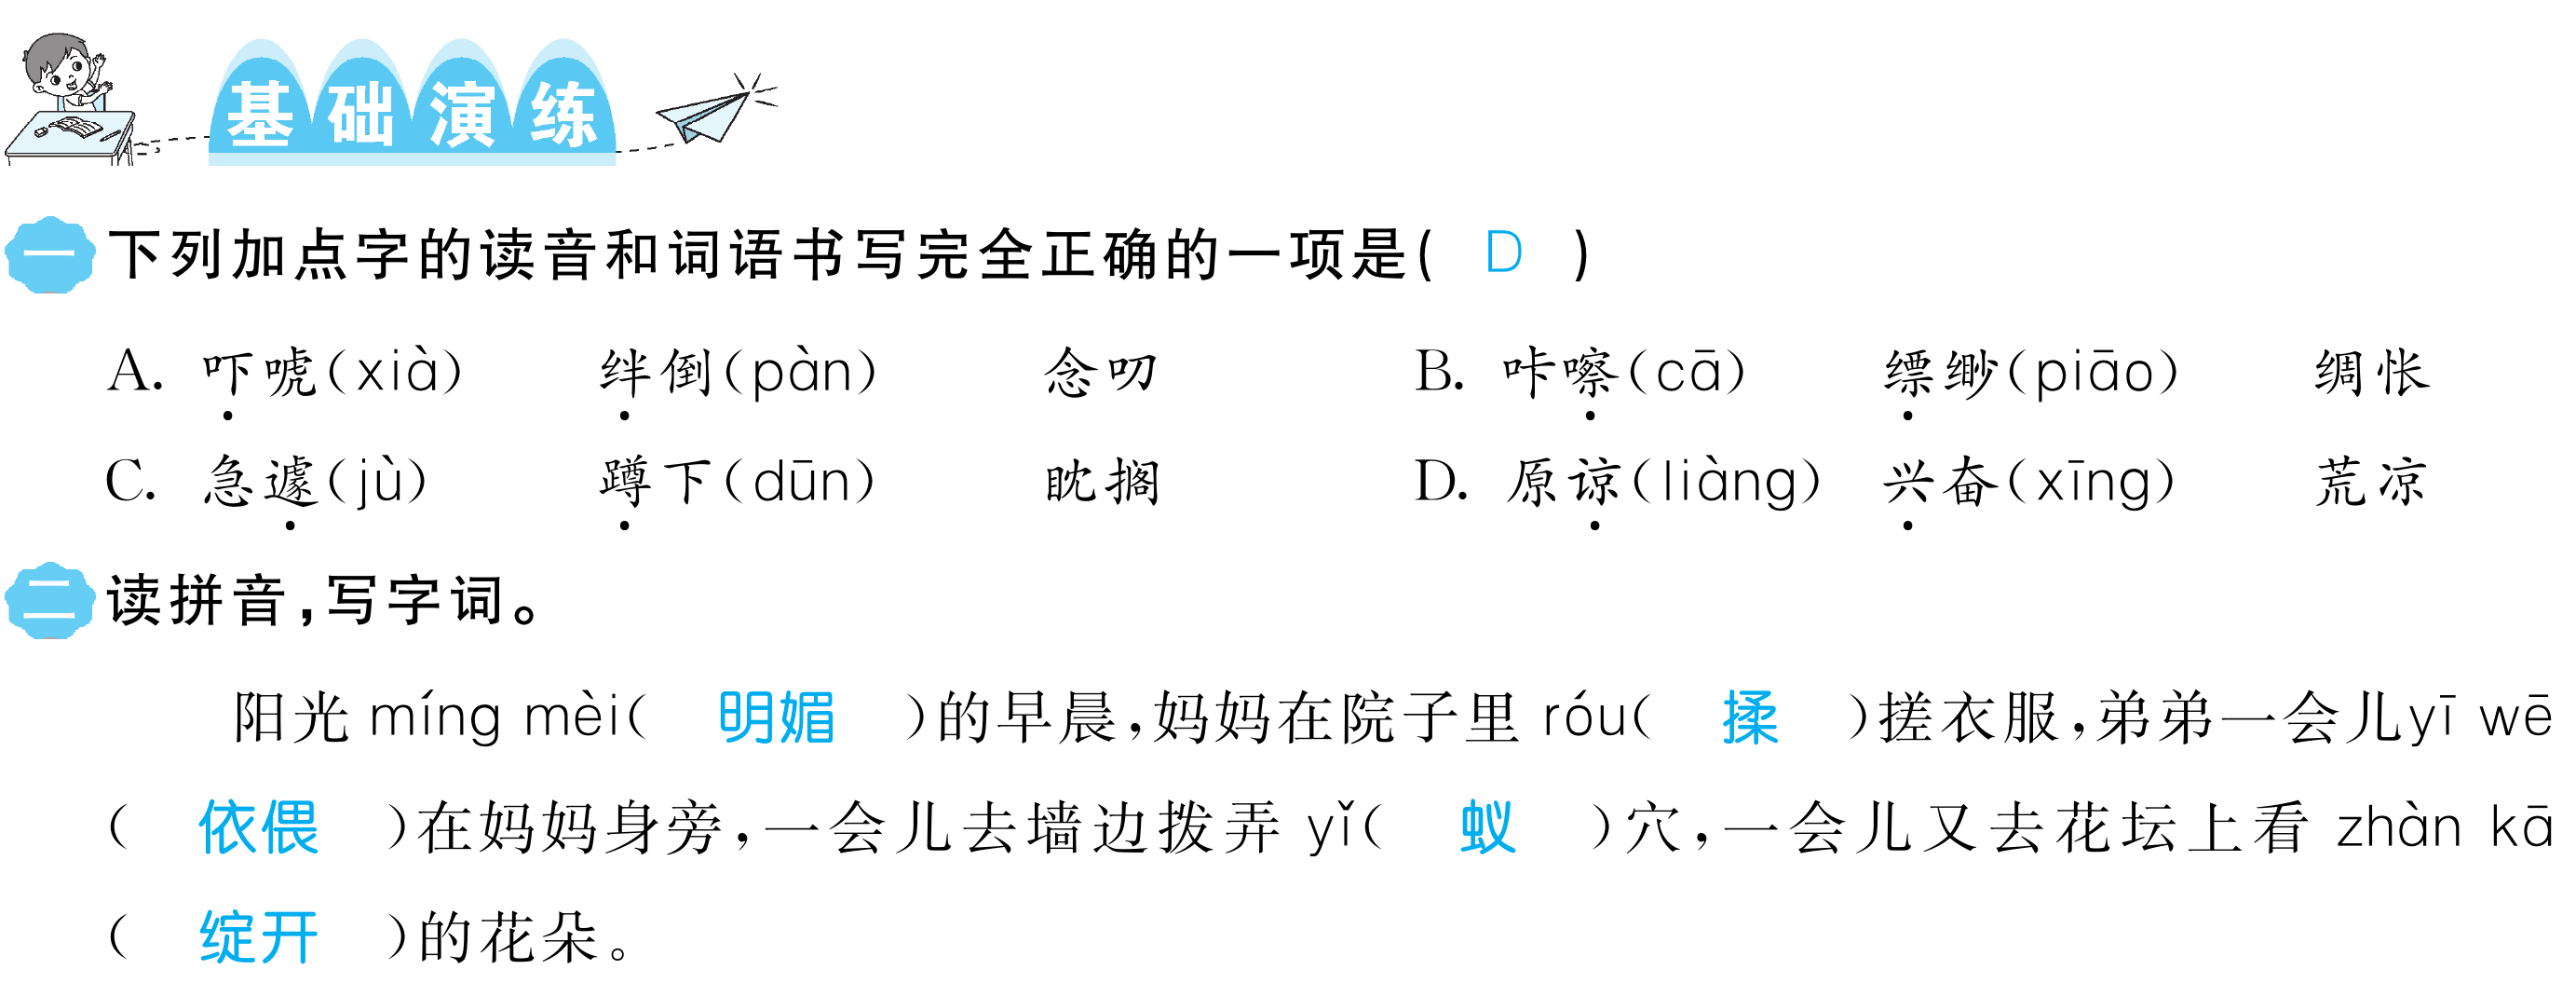 基础演练
一 下列加点字的读音和词语书写完全正确的一项是( D )
A. 吓唬(xià) 绊倒(pàn) 念叨 B. 咔嚓(cā) 缥缈(piāo) 绸怅
C. 急遽(jù) 蹲下(dūn) 眈搁 D. 原谅(liàng) 兴奋(xīng) 荒凉
二 读拼音,写字词。
阳光 míng mèi( 明媚 )的早晨,妈妈在院子里 róu( 揉 )搓衣服,弟弟一会儿yī wē
( 依偎 )在妈妈身旁,一会儿去墙边拨弄 yǐ( 蚁 )穴,一会儿又去花坛上看 zhàn kā
( 绽开 )的花朵。